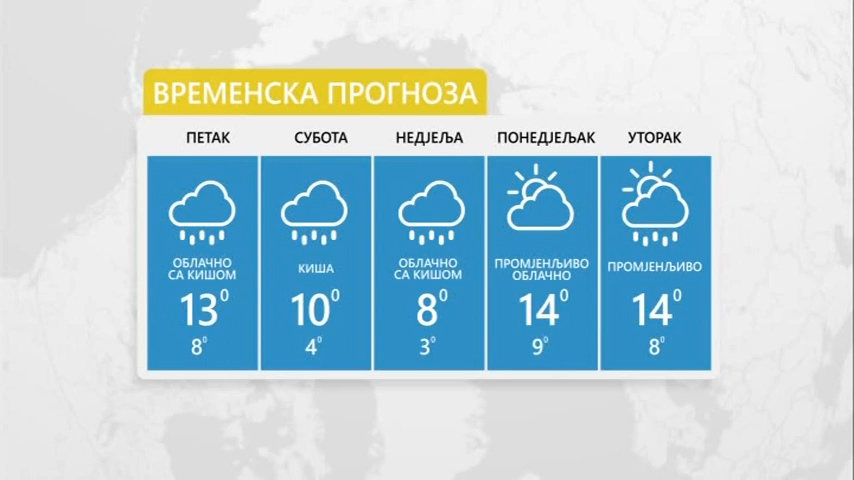 ВРЕМЕНСКА ПРОГНОЗА
ПЕТАК
СУБОТА
НЕДЈЕЉА
ПОНЕДЈЕЉАК
УТОРАК
ОБЛАЧНО
СА КИШОМ
13⁰
8⁰
КИША
10⁰
4⁰
ОБЛАЧНО
СА КИШОМ
8⁰
3⁰
ПРОМЈЕНЉИВО
ОБЛАЧНО
14⁰
9⁰
ПРОМЈЕНЉИВО
14⁰
8⁰